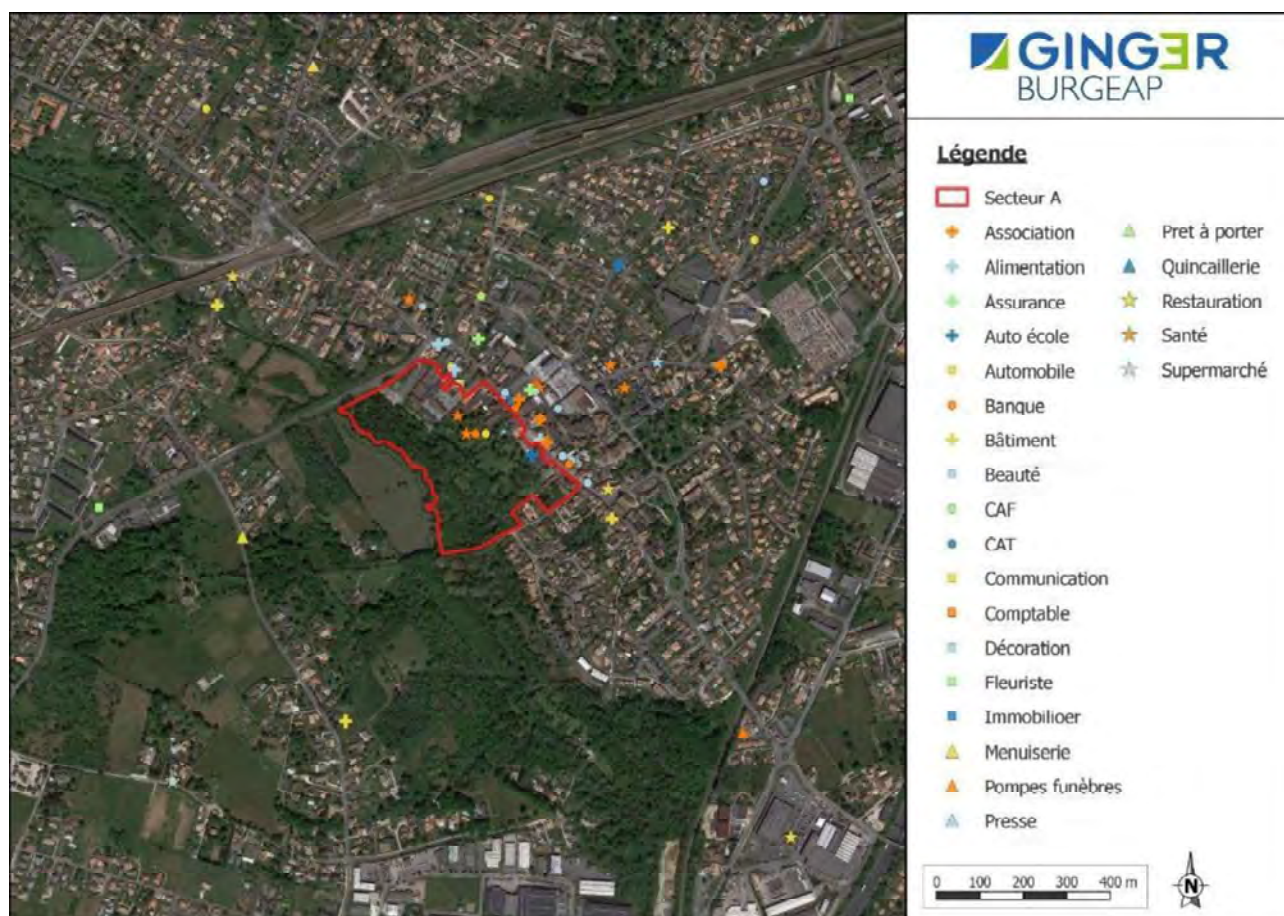 GINGER
BURGEAP
Légende
Secteur A
Association
Alimentation
Assurance
Auto école
Automobile
Banque
Bâtiment
Beauté
CAF
CAT
Communication
Comptable
Décoration
Fleuriste
Immobilioer
Menuiserie
Pompes funèbres
Presse
Pret à porter
Quincaillerie
Restauration
Santé
Supermarché
0 100 200 300 400 m
N